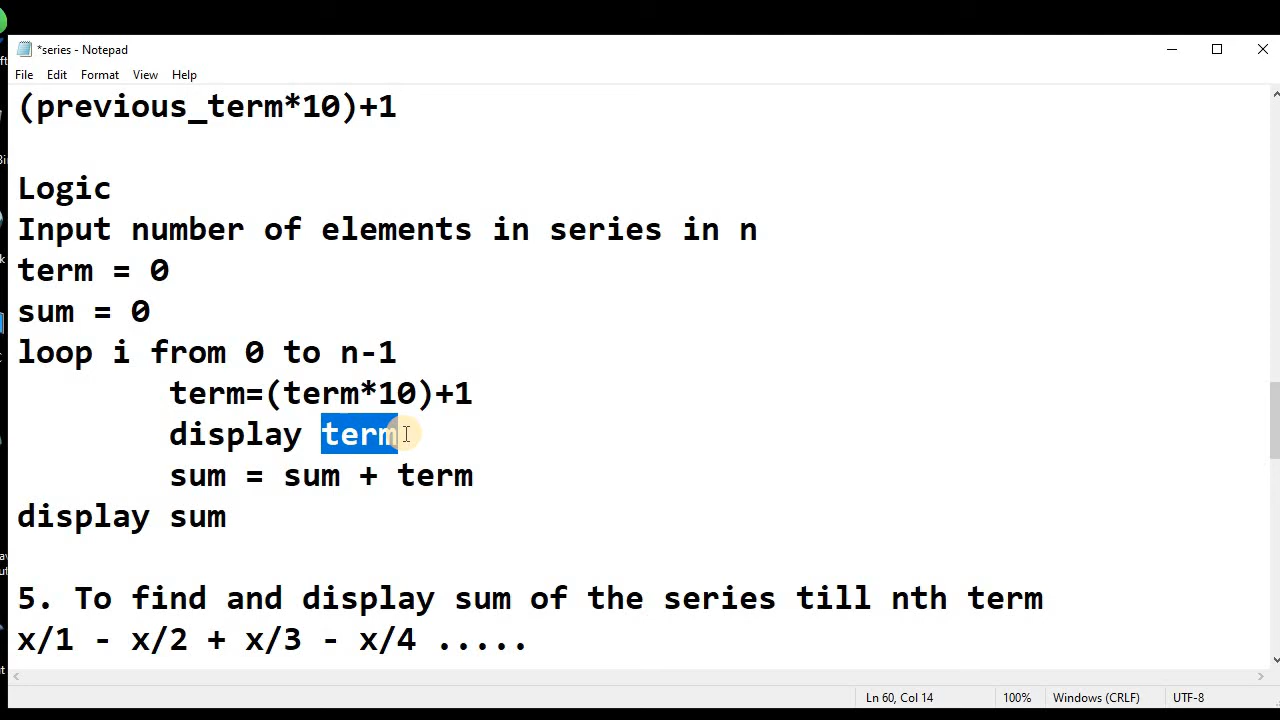 *series - Notepad
File Edit Format View Help
(previous_term*10)+1
Logic
Input number of elements in series in n
term = 0
sum = 0
loop i from 0 to n-1
term=(term*10)+1
display term
sum = sum + term
display sum
5. To find and display sum of the series till nth term
x/1 - x/2 + x/3 - x/4 .....
Ln 60, Col 14 100% Windows (CRLF) UTF-8